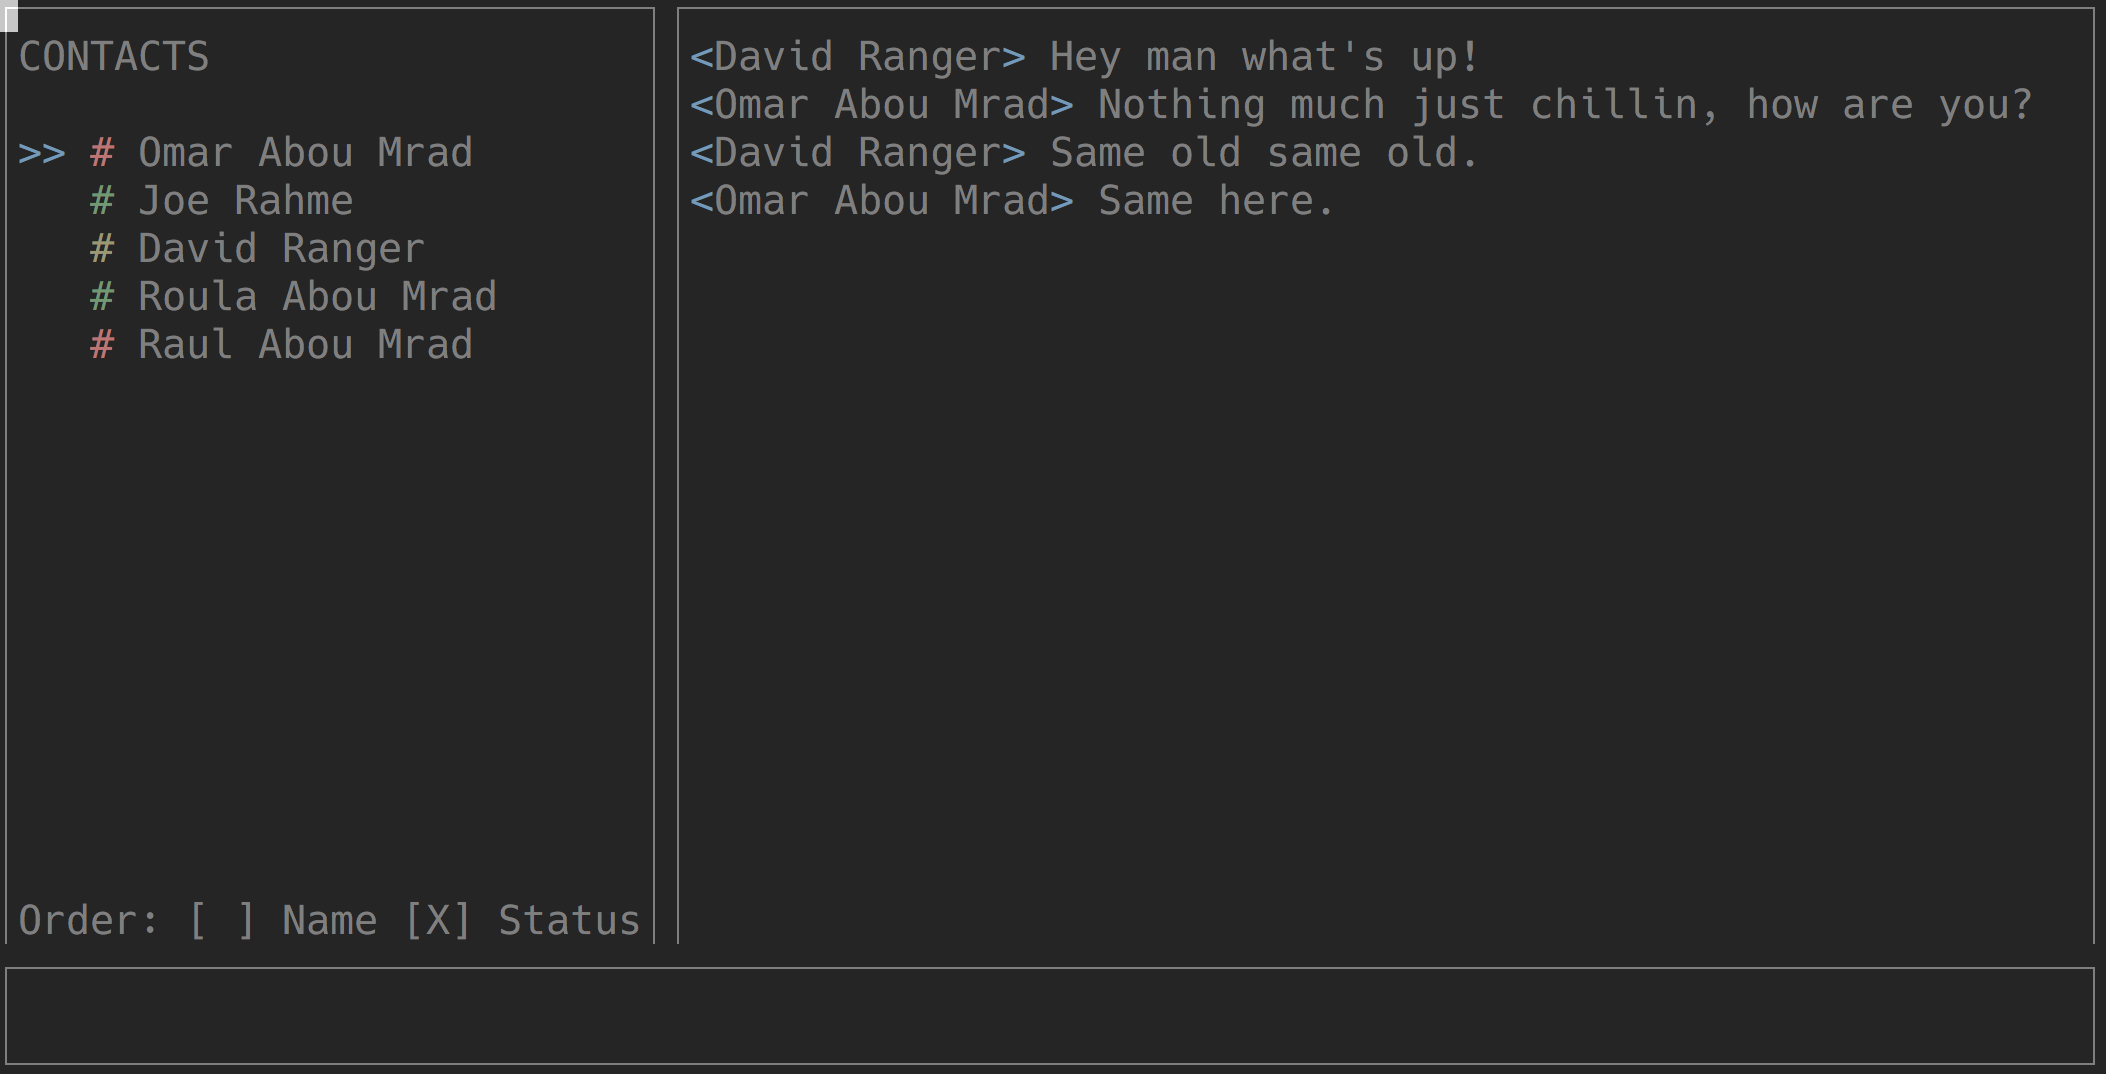 CONTACTS
>> # Omar Abou Mrad
# Joe Rahme
# David Ranger
# Roula Abou Mrad
# Raul Abou Mrad
Order: [ ] Name [X] Status
<David Ranger> Hey man what's up!
<Omar Abou Mrad> Nothing much just chillin, how are you?
<David Ranger> Same old same old.
<Omar Abou Mrad> Same here.